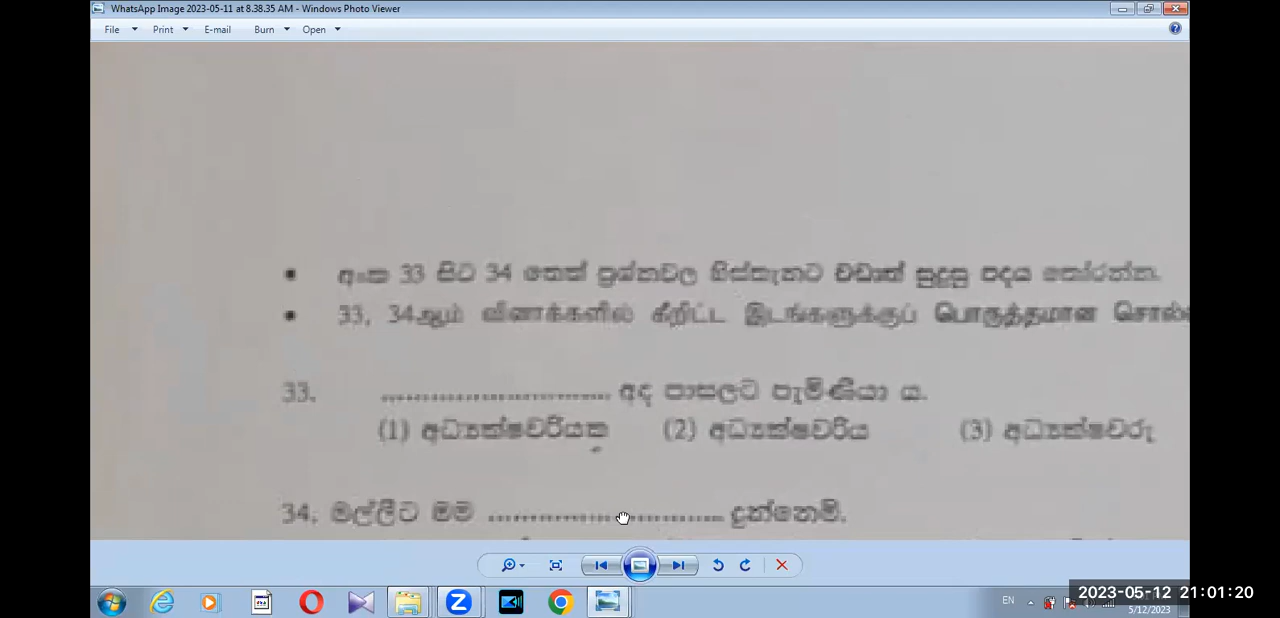 WhatsApp Image 2023-05-11 at 8.38.35 AM - Windows Photo Viewer
File Print E-mail Burn Open
• අංක 33 සිට 34 තෙක් ප්‍රශ්නවල හිස්තැනට වඩාත් සුදුසු පදය තෝරන්න.
• 33, 34ஆம் வினாக்களில் கீறிட்ட இடங்களுக்குப் பொருத்தமான
33. .................................. අද පාසලට පැමිණියා ය.
(1) අධ්‍යක්ෂවරියක (2) අධ්‍යක්ෂවරිය (3) අධ්‍යක්ෂවරු
34. මල්ලීට මම .................................. දුන්නෙමි.
EN
2023-05-12 21:01:20
5/12/2023